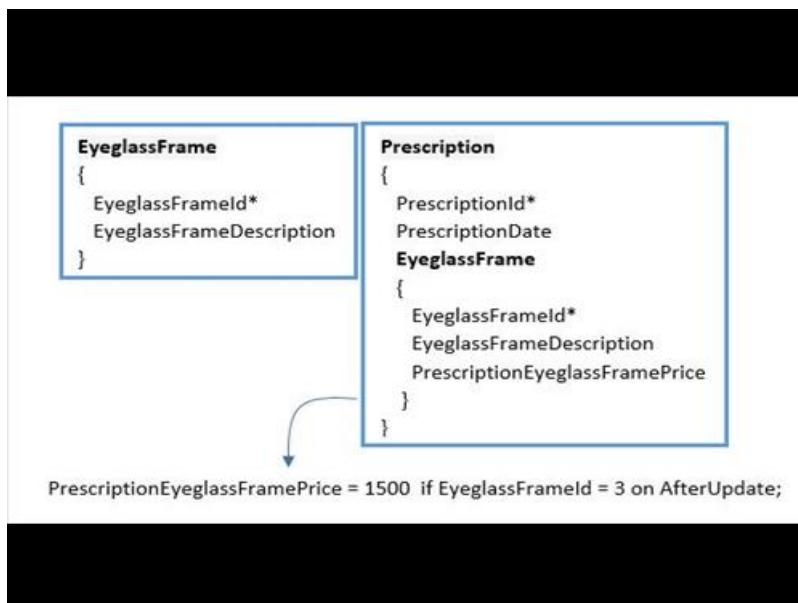 EyeglassFrame
{
EyeglassFrameId*
EyeglassFrameDescription
}
Prescription
{
PrescriptionId*
PrescriptionDate
EyeglassFrame
{
EyeglassFrameId*
EyeglassFrameDescription
PrescriptionEyeglassFramePrice
}
}
PrescriptionEyeglassFramePrice = 1500 if EyeglassFrameId = 3 on AfterUpdate;